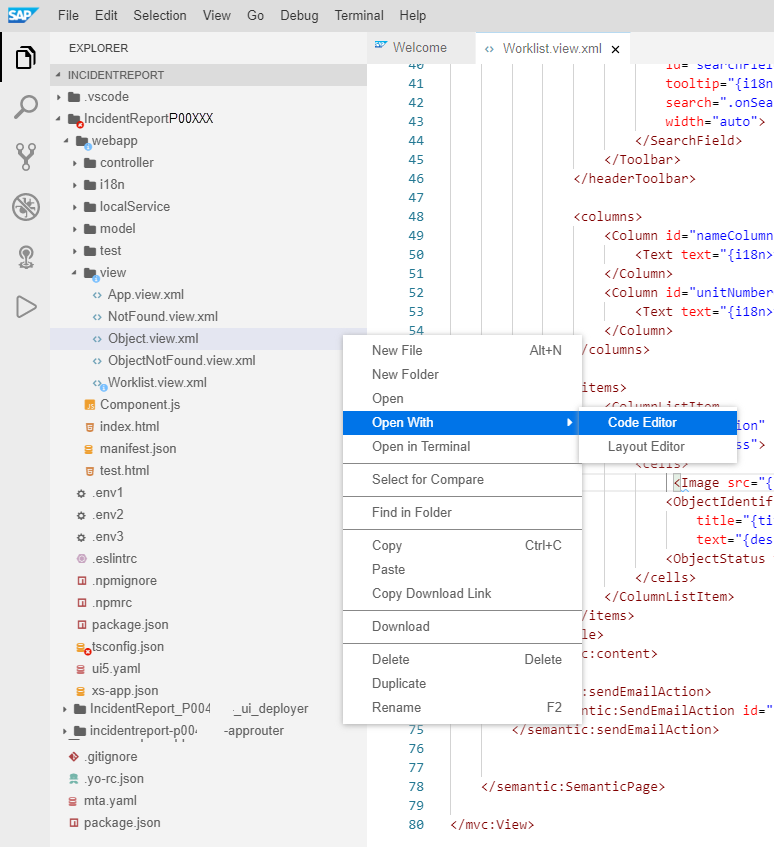 SAP File Edit Selection View Go Debug Terminal Help
EXPLORER
INCIDENTREPORT
.vscode
IncidentReportP00XXX
webapp
controller
i18n
localService
model
test
view
App.view.xml
NotFound.view.xml
Object.view.xml
ObjectNotFound.view.xml
Worklist.view.xml
Component.js
index.html
manifest.json
test.html
.env1
.env2
.env3
.eslintrc
.npmignore
.npmrc
package.json
tsconfig.json
ui5.yaml
xs-app.json
IncidentReport_P004 _ui_deployer
incidentreport-p004 -approuter
.gitignore
.yo-rc.json
mta.yaml
package.json
Welcome
Worklist.view.xml
40 id="searchField
41 tooltip="{i18n
42 search=".onSea
43 width="auto">
44 </SearchField>
45 </Toolbar>
46 </headerToolbar>
47
48 <columns>
49 <Column id="nameColumn
50 <Text text="{i18n>
51 </Column>
52 <Column id="unitNumber
53 <Text text="{i18n>
54 </Column>
/columns>
items>
<ColumnListItem
ion"
ss">
<cells>
<Image src="{
<ObjectIdentif
title="{ti
text="{des
<ObjectStatus
</cells>
</ColumnListItem>
/items>
le>
c:content>
:sendEmailAction>
ntic:SendEmailAction id="
75 </semantic:sendEmailAction>
76
77
78 </semantic:SemanticPage>
79
80 </mvc:View>
New File Alt+N
New Folder
Open
Open With
Open in Terminal
Select for Compare
Find in Folder
Copy Ctrl+C
Paste
Copy Download Link
Download
Delete Delete
Duplicate
Rename F2
Code Editor
Layout Editor